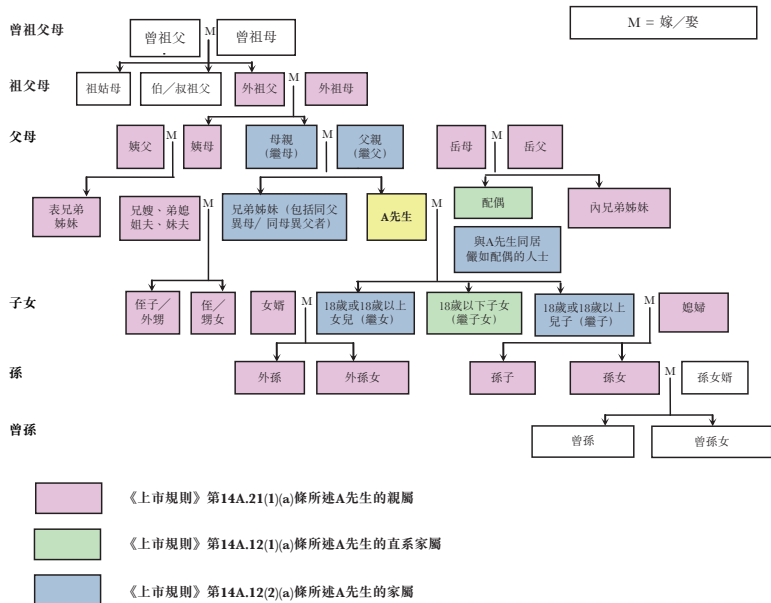 曾祖父母
曾祖父
M
曾祖母
M = 嫁／娶
祖父母
祖姑母
伯／叔祖父
外祖父
M
外祖母
父母
姨父
M
姨母
母親
（繼母）
M
父親
（繼父）
岳母
M
岳父
表兄弟
姊妹
兄嫂、弟媳
姐夫、妹夫
M
兄弟姊妹（包括同父
異母/ 同母異父者）
A先生
M
配偶
內兄弟姊妹
與A先生同居
儼如配偶的人士
子女
侄子／
外甥
侄／
甥女
女婿
M
18歲或18歲以上
女兒（繼女）
18歲以下子女
（繼子女）
18歲或18歲以上
兒子（繼子）
M
媳婦
孫
外孫
外孫女
孫子
孫女
M
孫女婿
曾孫
曾孫
曾孫女
《上市規則》第14A.21(1)(a)條所述A先生的親屬
《上市規則》第14A.12(1)(a)條所述A先生的直系家屬
《上市規則》第14A.12(2)(a)條所述A先生的家屬